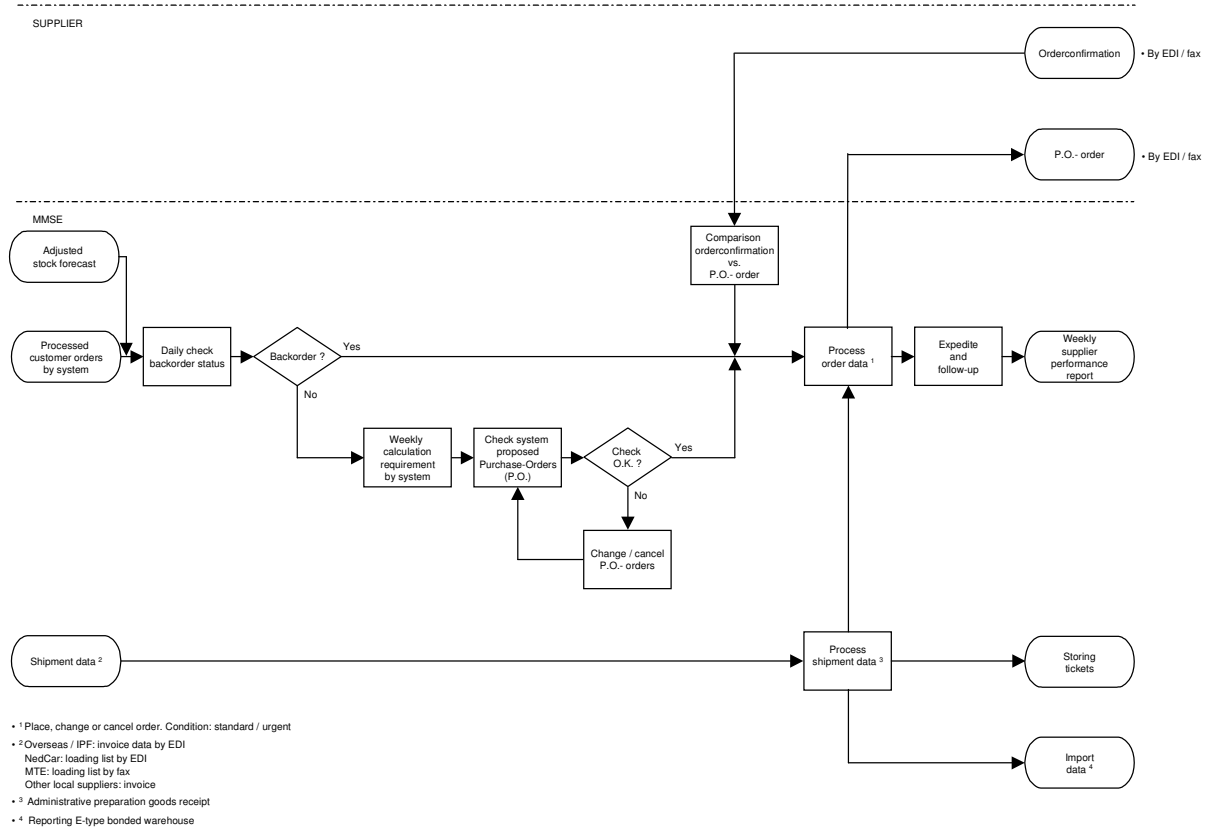 SUPPLIER
Orderconfirmation
• By EDI / fax
P.O.- order
• By EDI / fax
MMSE
Adjusted
stock forecast
Comparison
orderconfirmation
vs.
P.O.- order
Processed
customer orders
by system
Daily check
backorder status
Backorder ?
Yes
No
Process
order data ¹
Expedite
and
follow-up
Weekly
supplier
performance
report
Weekly
calculation
requirement
by system
Check system
proposed
Purchase-Orders
(P.O.)
Check
O.K. ?
Yes
No
Change / cancel
P.O.- orders
Shipment data ²
Process
shipment data ³
Storing
tickets
Import
data ⁴
• ¹ Place, change or cancel order. Condition: standard / urgent
• ² Overseas / IPF: invoice data by EDI
NedCar: loading list by EDI
MTE: loading list by fax
Other local suppliers: invoice
• ³ Administrative preparation goods receipt
• ⁴ Reporting E-type bonded warehouse